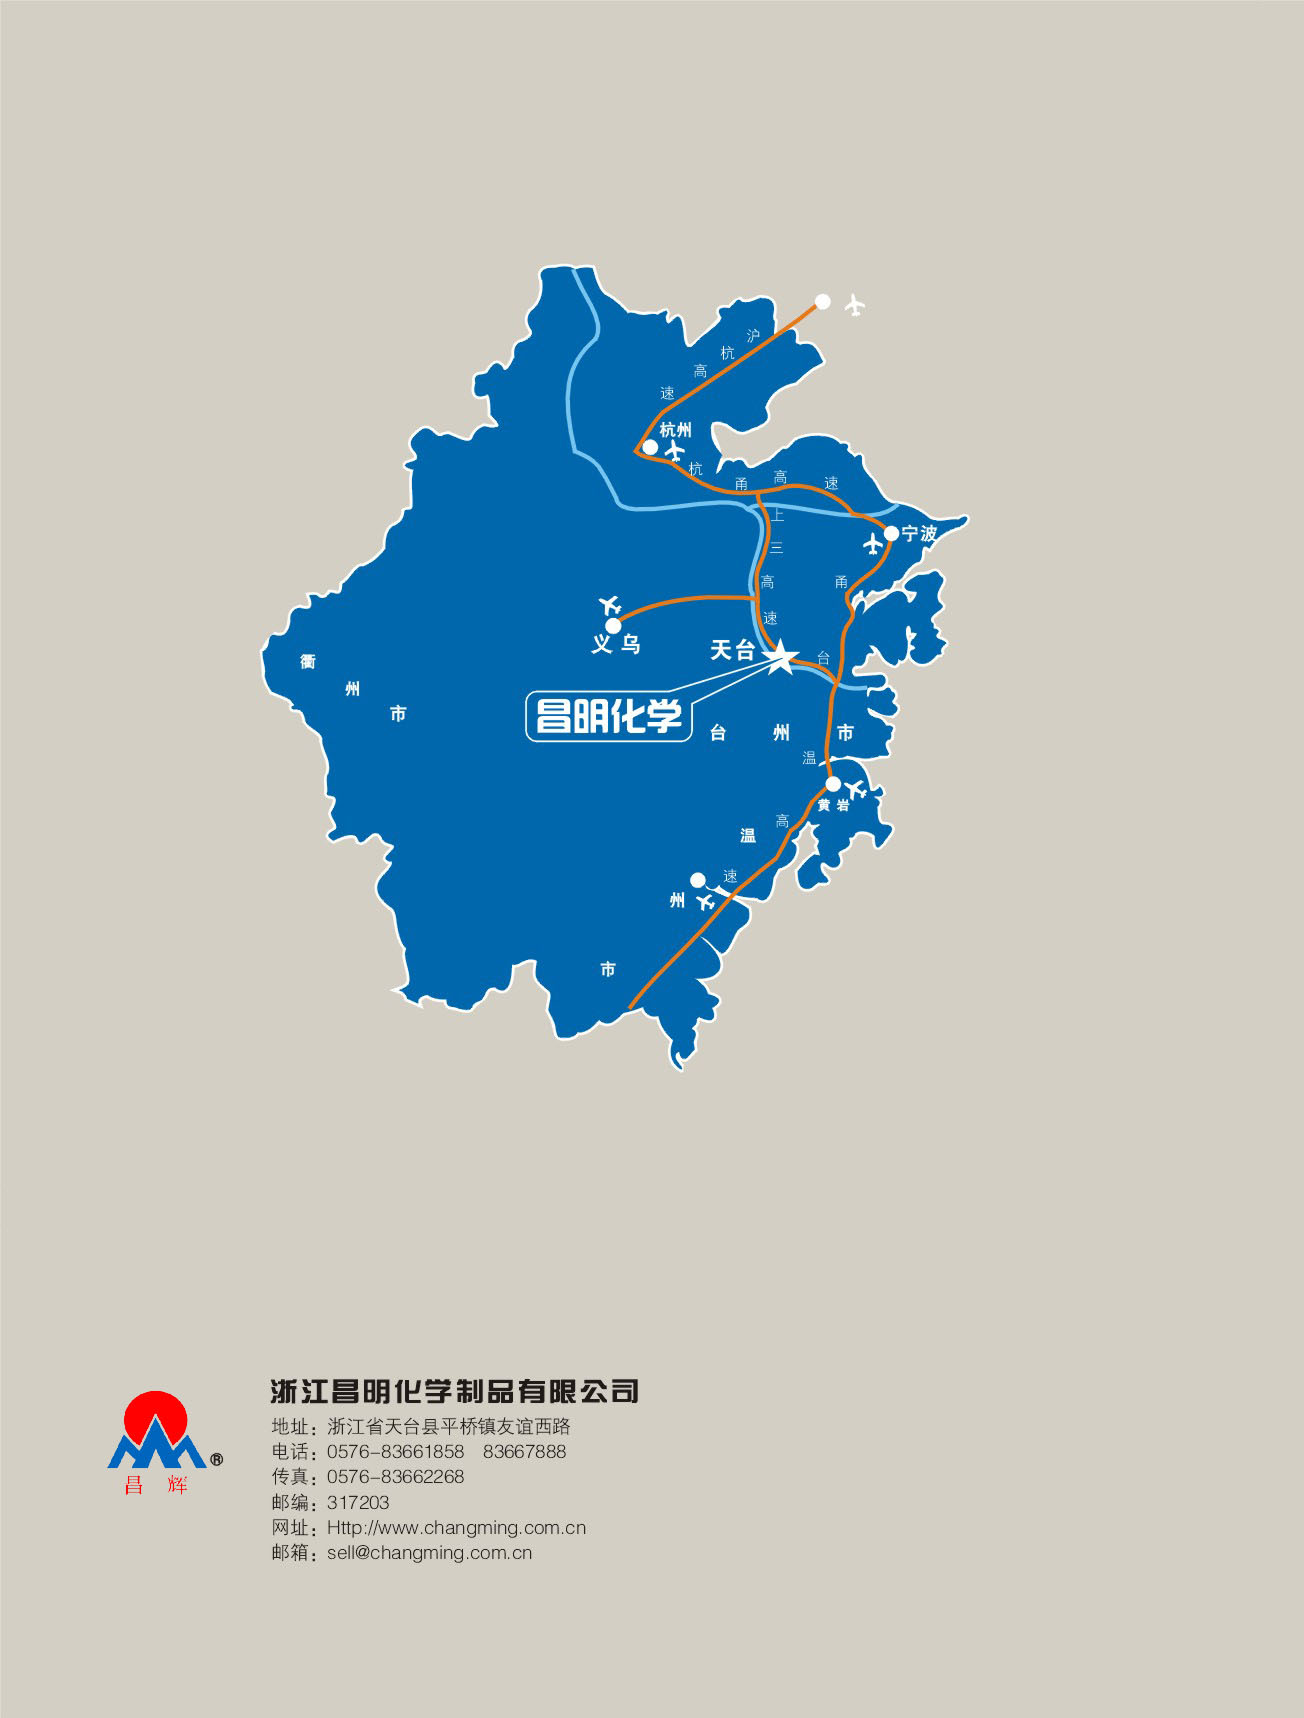 沪杭高速
杭州
杭甬高速
宁波
上三高速
义乌
天台
甬台温高速
衢州市
昌明化学
台州市
黄岩
温州市
浙江昌明化学制品有限公司
地址：浙江省天台县平桥镇友谊西路
电话：0576-83661858 83667888
传真：0576-83662268
邮编：317203
网址：Http://www.changming.com.cn
邮箱：sell@changming.com.cn
®
昌辉